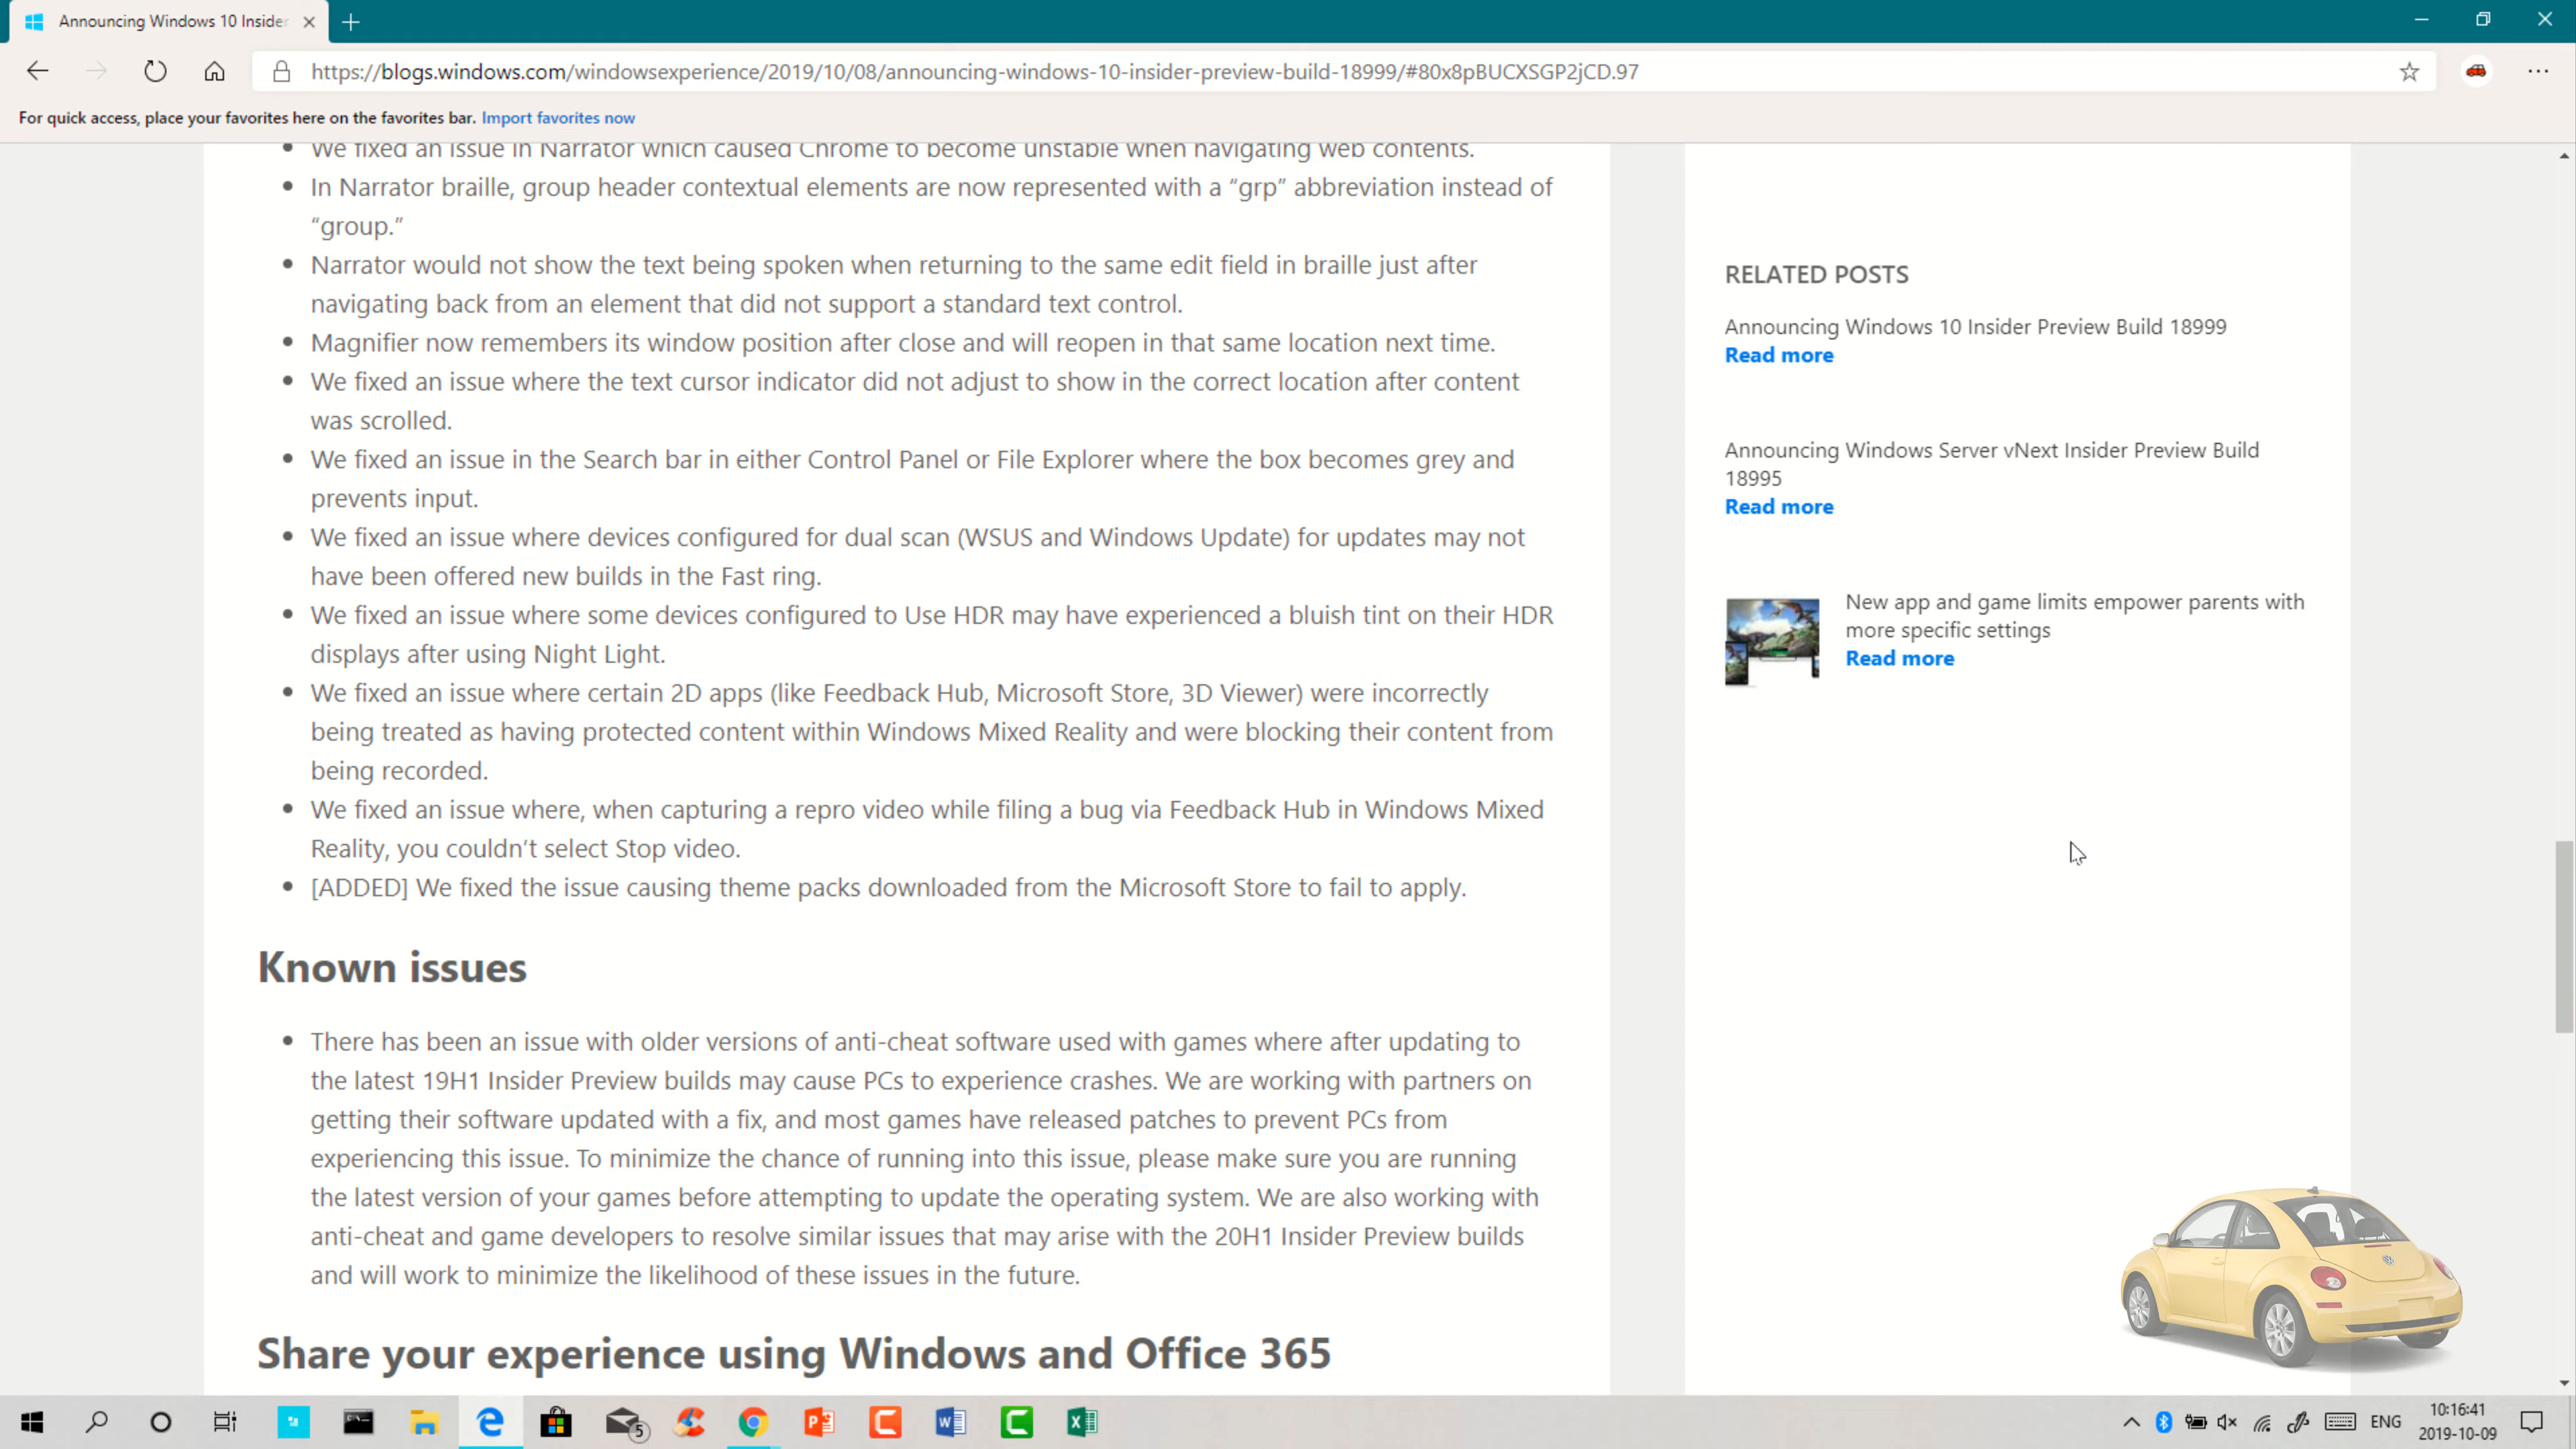 Announcing Windows 10 Insider
https://blogs.windows.com/windowsexperience/2019/10/08/announcing-windows-10-insider-preview-build-18999/#80x8pBUCXSGP2jCD.97
For quick access, place your favorites here on the favorites bar. Import favorites now
• We fixed an issue in Narrator which caused Chrome to become unstable when navigating web contents.
• In Narrator braille, group header contextual elements are now represented with a “grp” abbreviation instead of
“group.”
• Narrator would not show the text being spoken when returning to the same edit field in braille just after
navigating back from an element that did not support a standard text control.
• Magnifier now remembers its window position after close and will reopen in that same location next time.
• We fixed an issue where the text cursor indicator did not adjust to show in the correct location after content
was scrolled.
• We fixed an issue in the Search bar in either Control Panel or File Explorer where the box becomes grey and
prevents input.
• We fixed an issue where devices configured for dual scan (WSUS and Windows Update) for updates may not
have been offered new builds in the Fast ring.
• We fixed an issue where some devices configured to Use HDR may have experienced a bluish tint on their HDR
displays after using Night Light.
• We fixed an issue where certain 2D apps (like Feedback Hub, Microsoft Store, 3D Viewer) were incorrectly
being treated as having protected content within Windows Mixed Reality and were blocking their content from
being recorded.
• We fixed an issue where, when capturing a repro video while filing a bug via Feedback Hub in Windows Mixed
Reality, you couldn’t select Stop video.
• [ADDED] We fixed the issue causing theme packs downloaded from the Microsoft Store to fail to apply.
Known issues
• There has been an issue with older versions of anti-cheat software used with games where after updating to
the latest 19H1 Insider Preview builds may cause PCs to experience crashes. We are working with partners on
getting their software updated with a fix, and most games have released patches to prevent PCs from
experiencing this issue. To minimize the chance of running into this issue, please make sure you are running
the latest version of your games before attempting to update the operating system. We are also working with
anti-cheat and game developers to resolve similar issues that may arise with the 20H1 Insider Preview builds
and will work to minimize the likelihood of these issues in the future.
Share your experience using Windows and Office 365
RELATED POSTS
Announcing Windows 10 Insider Preview Build 18999
Read more
Announcing Windows Server vNext Insider Preview Build
18995
Read more
New app and game limits empower parents with
more specific settings
Read more
5
ENG
10:16:41
2019-10-09